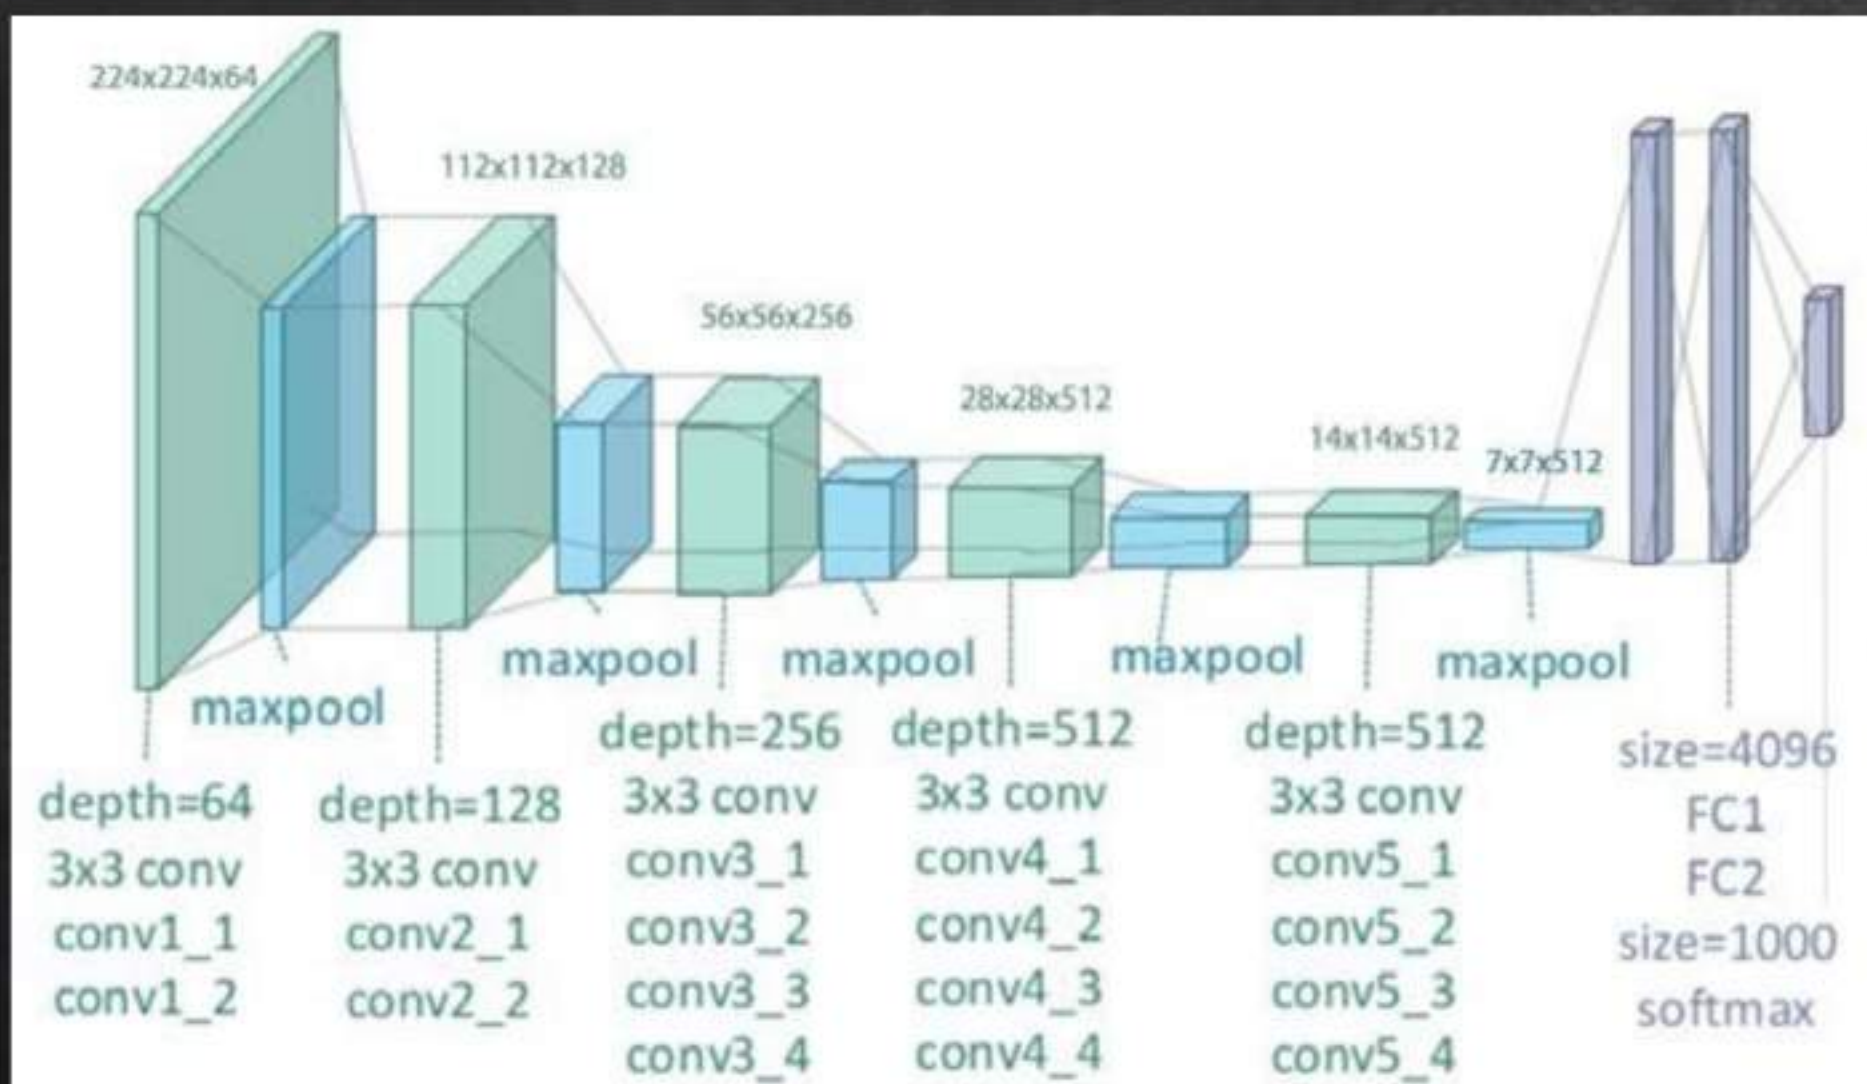 224x224x64
112x112x128
56x56x256
28x28x512
14x14x512
7x7x512
maxpool
maxpool
maxpool
maxpool
maxpool
depth=64
3x3 conv
conv1_1
conv1_2
depth=128
3x3 conv
conv2_1
conv2_2
depth=256
3x3 conv
conv3_1
conv3_2
conv3_3
conv3_4
depth=512
3x3 conv
conv4_1
conv4_2
conv4_3
conv4_4
depth=512
3x3 conv
conv5_1
conv5_2
conv5_3
conv5_4
size=4096
FC1
FC2
size=1000
softmax